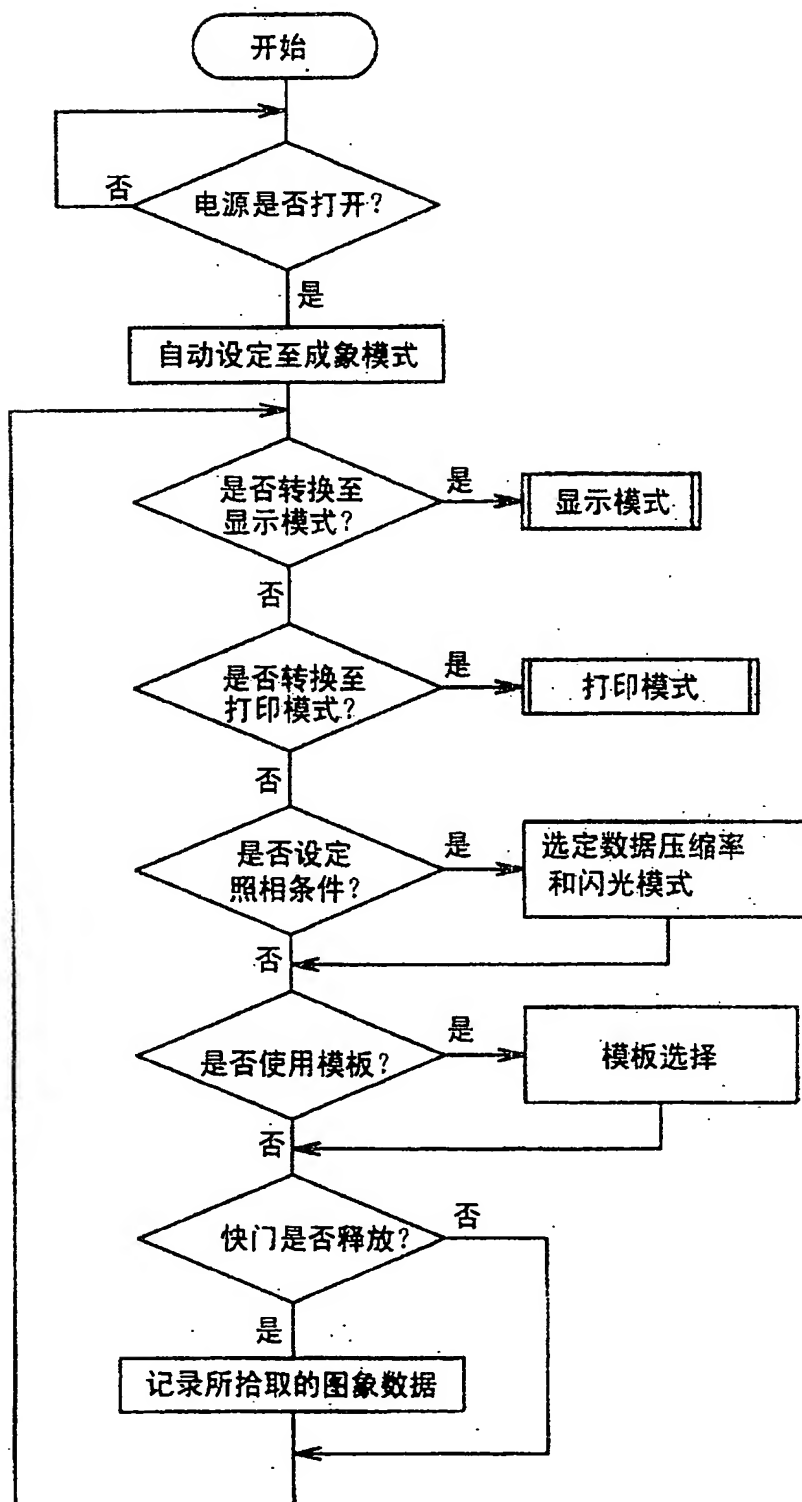 开始
否
电源是否打开?
是
自动设定至成象模式
是否转换至
显示模式?
是
显示模式
否
是否转换至
打印模式?
是
打印模式
否
是否设定
照相条件?
是
选定数据压缩率
和闪光模式
否
是否使用模板?
是
模板选择
否
快门是否释放?
否
是
记录所拾取的图象数据